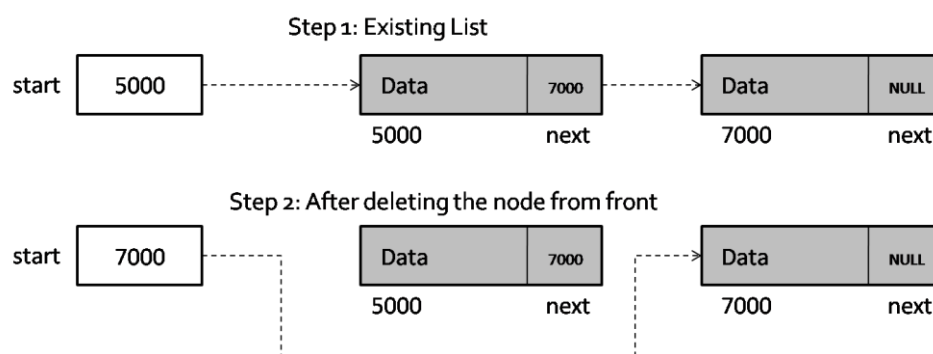 Step 1: Existing List
start 5000 Data 7000 Data NULL
5000 next 7000 next
Step 2: After deleting the node from front
start 7000 Data 7000 Data NULL
5000 next 7000 next